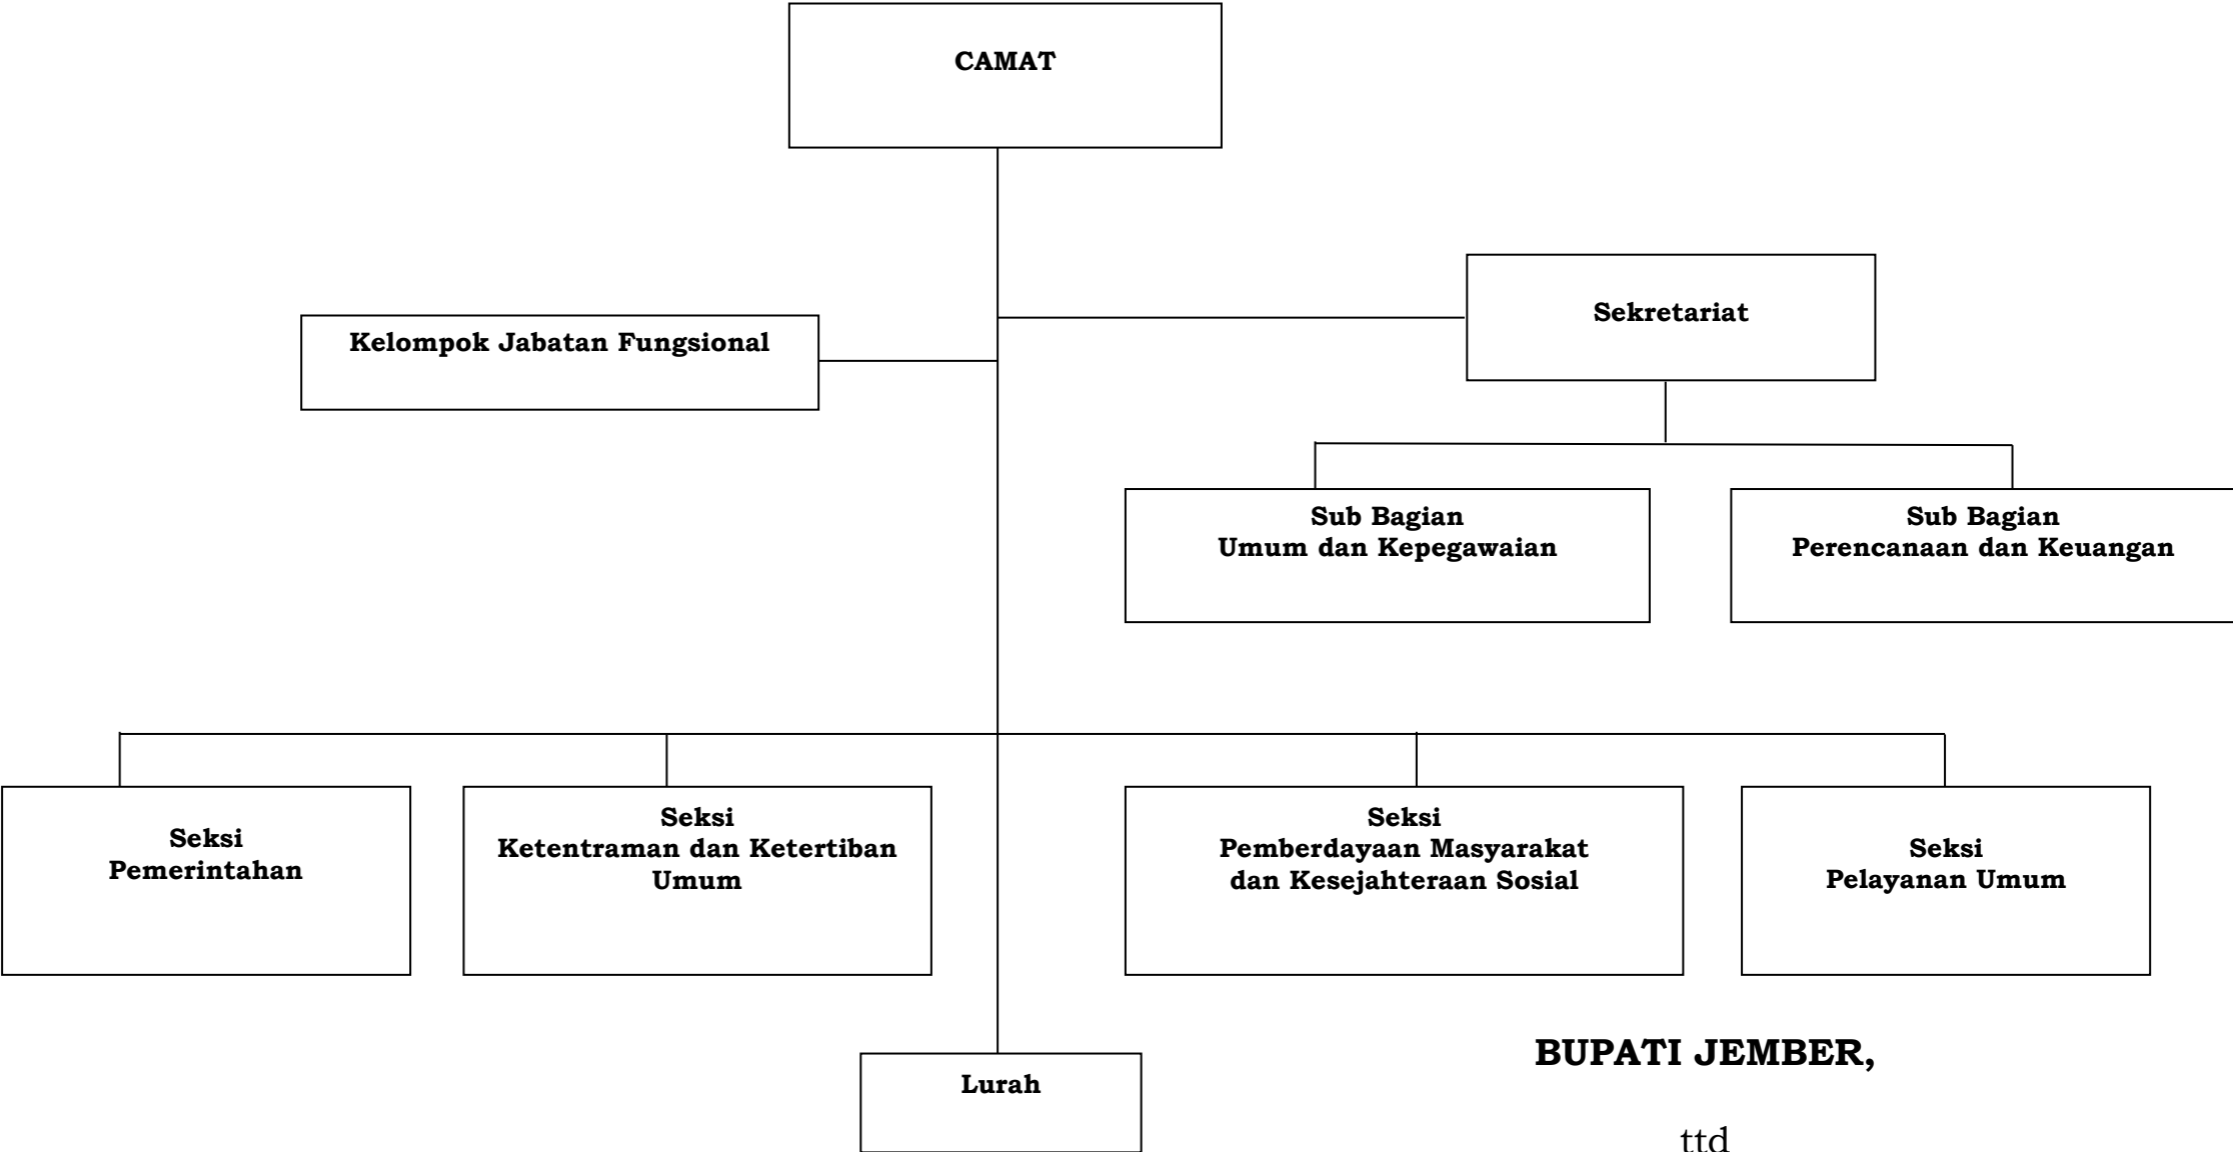 CAMAT
Sekretariat
Kelompok Jabatan Fungsional
Sub Bagian
Umum dan Kepegawaian
Sub Bagian
Perencanaan dan Keuangan
Seksi
Pemerintahan
Seksi
Ketentraman dan Ketertiban
Umum
Seksi
Pemberdayaan Masyarakat
dan Kesejahteraan Sosial
Seksi
Pelayanan Umum
Lurah
BUPATI JEMBER,
ttd